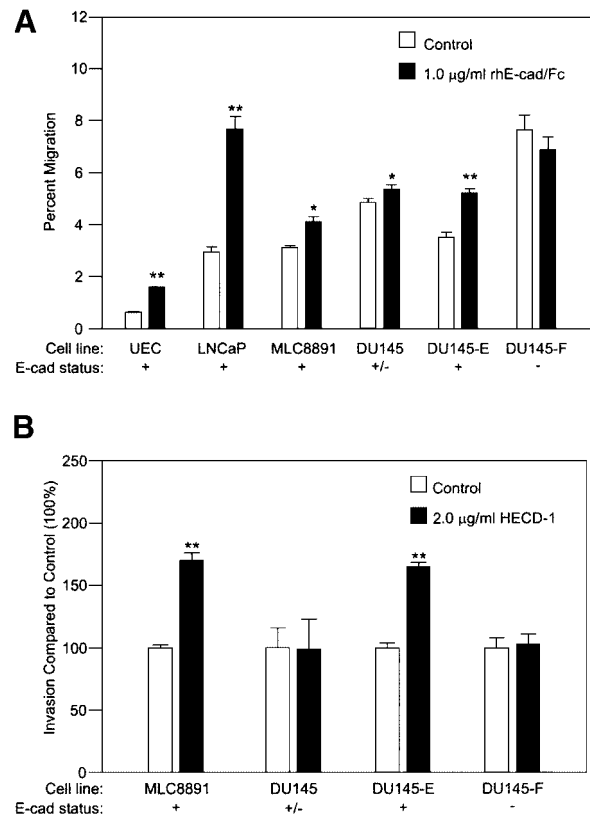 A
12
10
8
6
4
2
0
Percent Migration
Control
1.0 μg/ml rhE-cad/Fc
** ** * * **
Cell line: UEC LNCaP MLC8891 DU145 DU145-E DU145-F
E-cad status: + + + +/- + -
B
250
200
150
100
50
0
Invasion Compared to Control (100%)
Control
2.0 μg/ml HECD-1
** **
Cell line: MLC8891 DU145 DU145-E DU145-F
E-cad status: + +/- + -